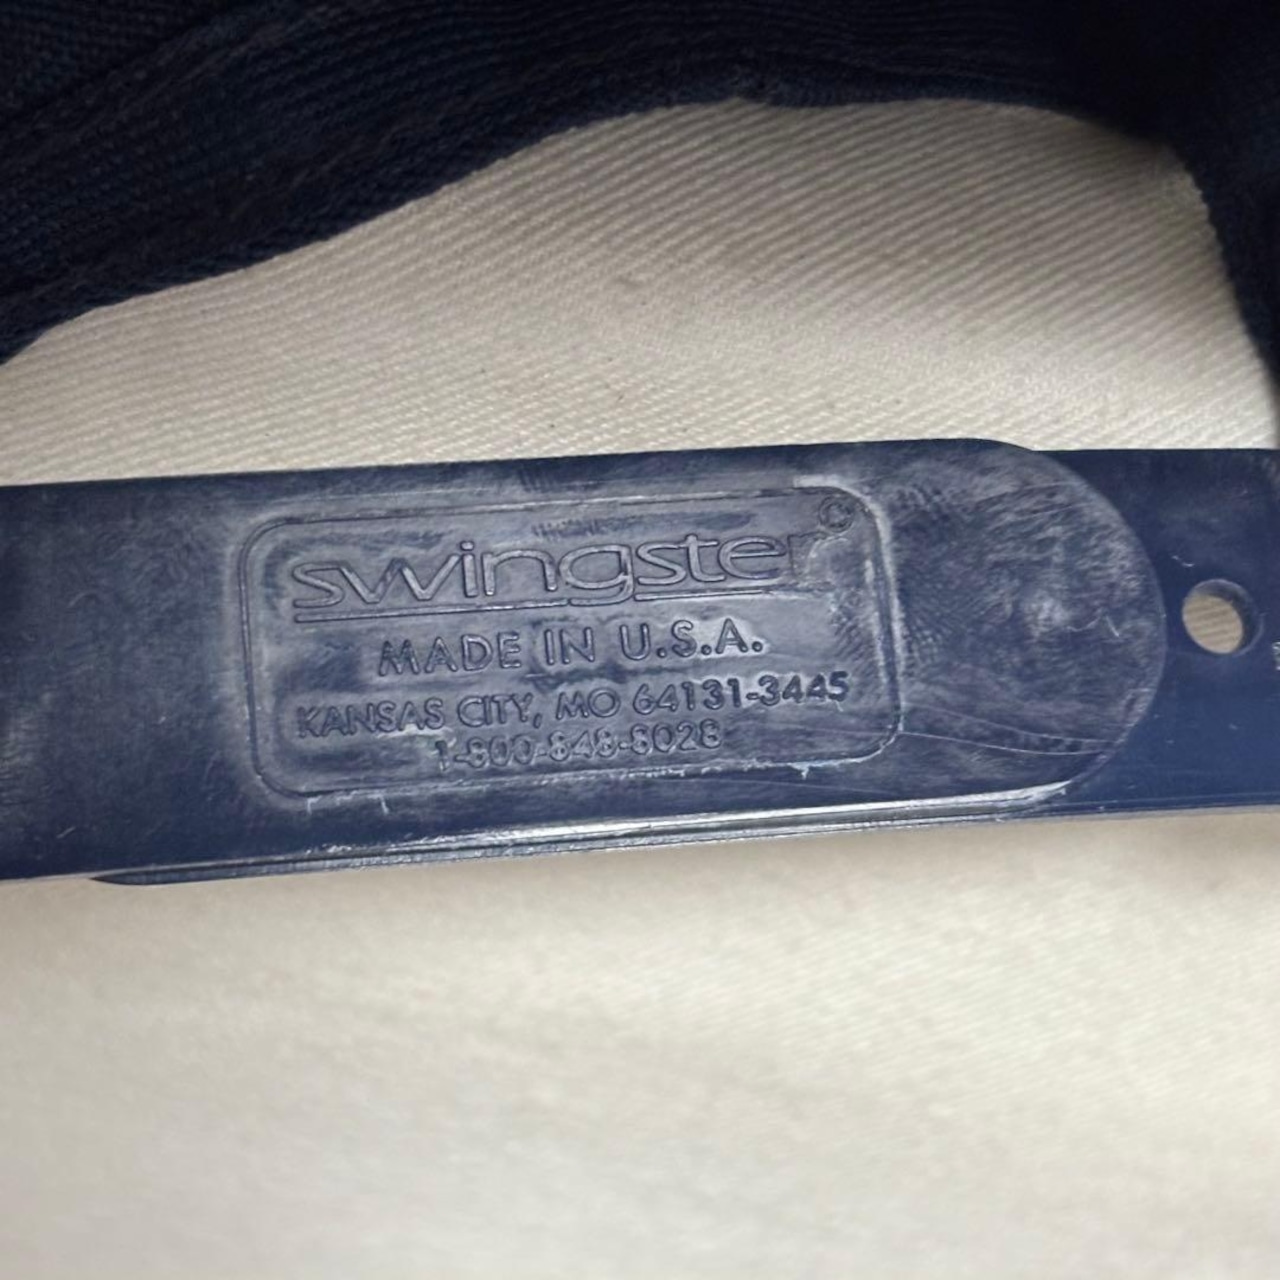 swingster©
MADE IN U.S.A.
KANSAS CITY, MO 64131-3445
1-800-848-8028